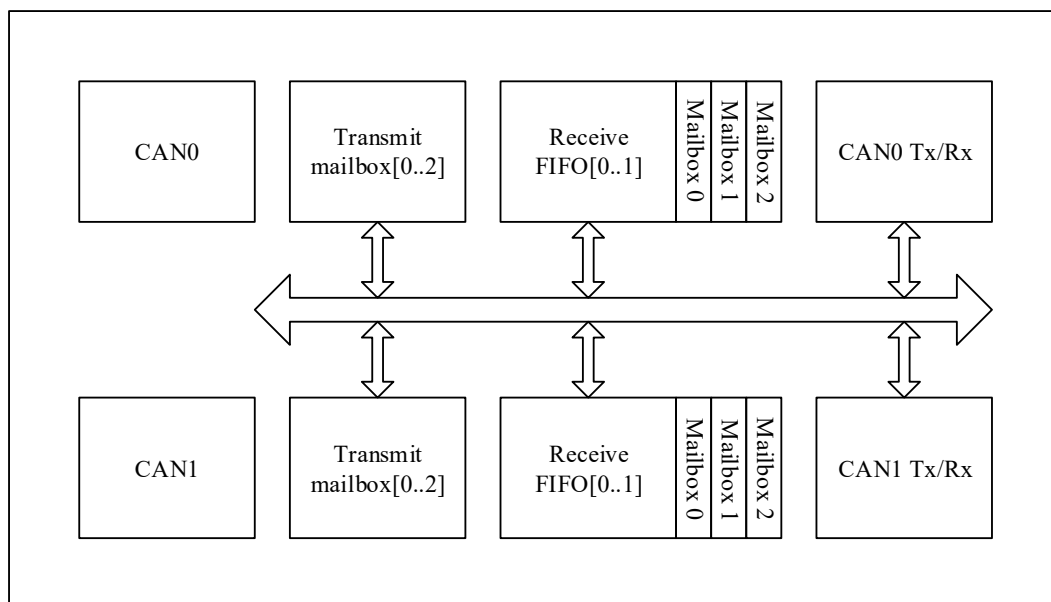 CAN0
Transmit
mailbox[0..2]
Receive
FIFO[0..1]
Mailbox 0
Mailbox 1
Mailbox 2
CAN0 Tx/Rx
CAN1
Transmit
mailbox[0..2]
Receive
FIFO[0..1]
Mailbox 0
Mailbox 1
Mailbox 2
CAN1 Tx/Rx